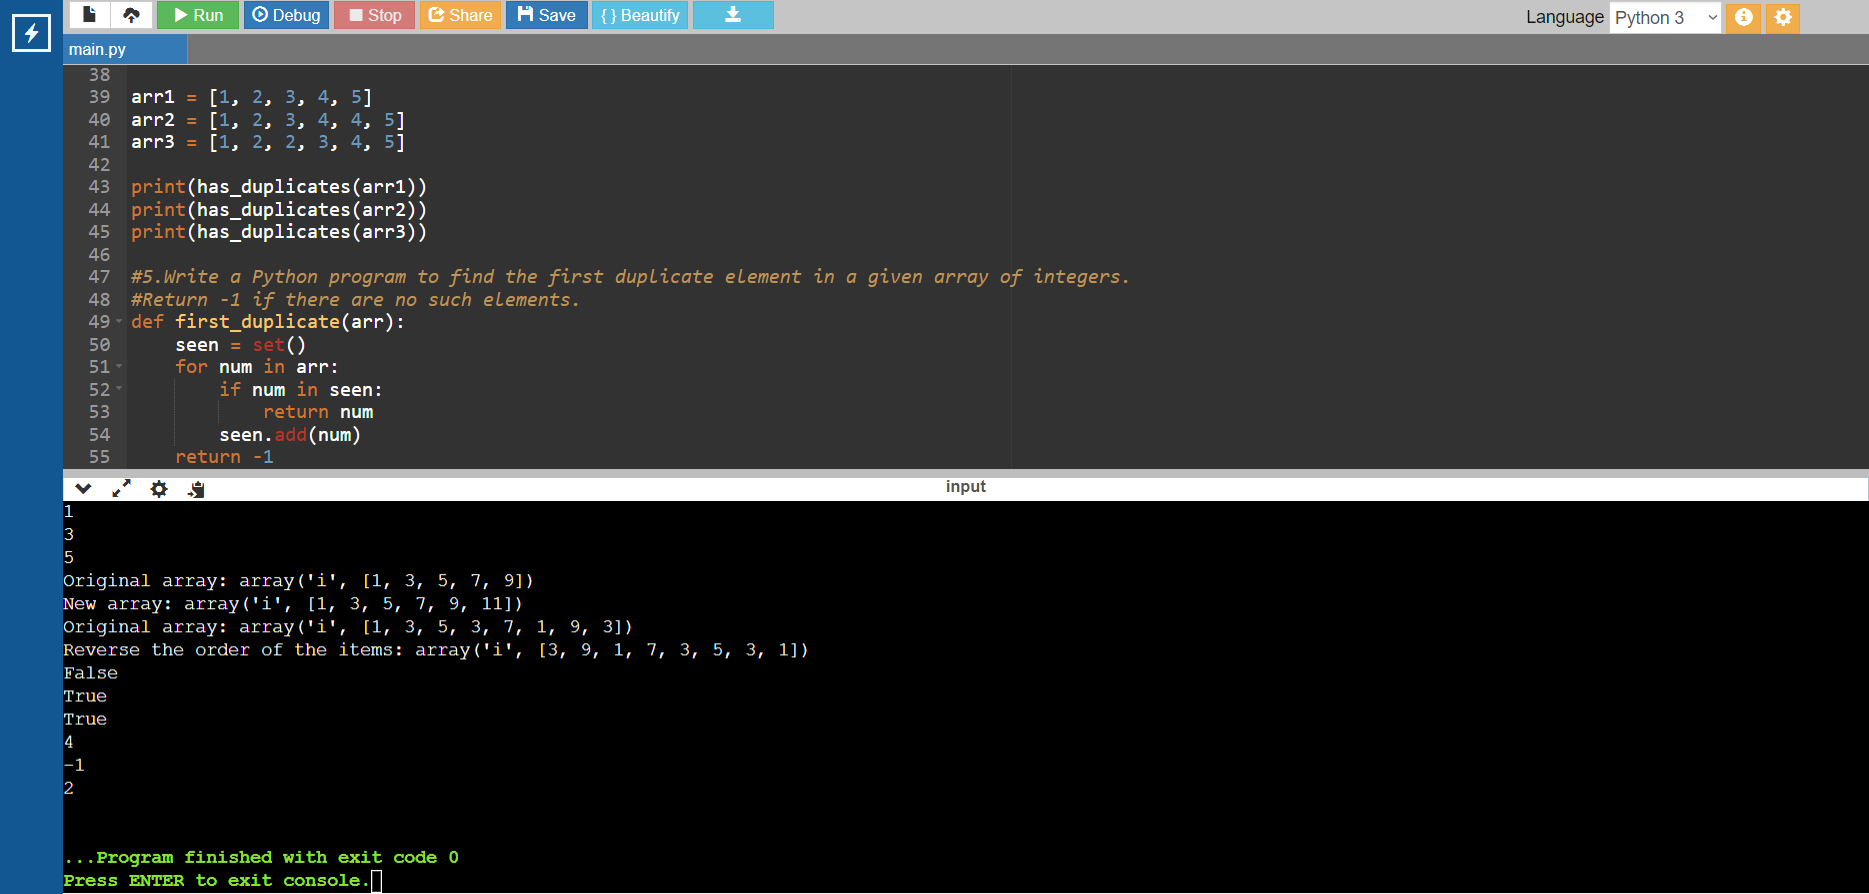 Run Debug Stop Share Save { } Beautify Language Python 3
main.py
38
39 arr1 = [1, 2, 3, 4, 5]
40 arr2 = [1, 2, 3, 4, 4, 5]
41 arr3 = [1, 2, 2, 3, 4, 5]
42
43 print(has_duplicates(arr1))
44 print(has_duplicates(arr2))
45 print(has_duplicates(arr3))
46
47 #5.Write a Python program to find the first duplicate element in a given array of integers.
48 #Return -1 if there are no such elements.
49 def first_duplicate(arr):
50     seen = set()
51     for num in arr:
52         if num in seen:
53             return num
54         seen.add(num)
55     return -1
input
1
3
5
Original array: array('i', [1, 3, 5, 7, 9])
New array: array('i', [1, 3, 5, 7, 9, 11])
Original array: array('i', [1, 3, 5, 3, 7, 1, 9, 3])
Reverse the order of the items: array('i', [3, 9, 1, 7, 3, 5, 3, 1])
False
True
True
4
-1
2
...Program finished with exit code 0
Press ENTER to exit console.